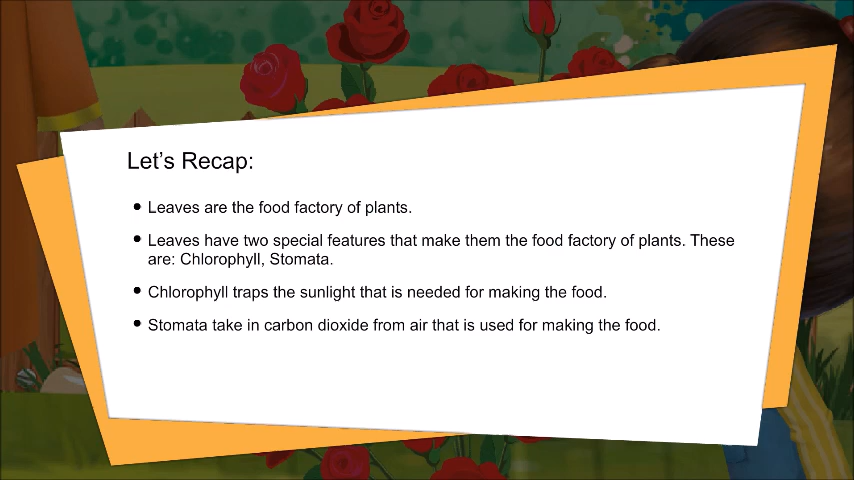 Let’s Recap:
● Leaves are the food factory of plants.
● Leaves have two special features that make them the food factory of plants. These
are: Chlorophyll, Stomata.
● Chlorophyll traps the sunlight that is needed for making the food.
● Stomata take in carbon dioxide from air that is used for making the food.